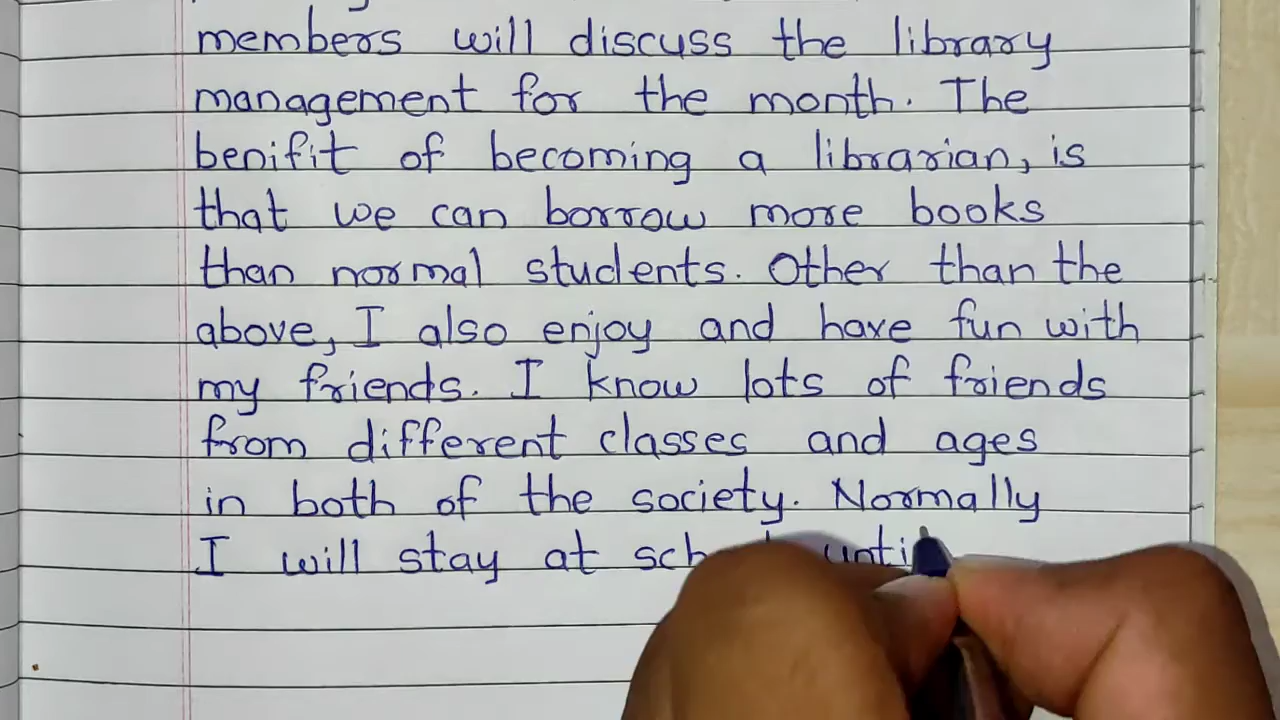 members will discuss the library
management for the month. The
benifit of becoming a librarian, is
that we can borrow more books
than normal students. Other than the
above, I also enjoy and have fun with
my friends. I know lots of friends
from different classes and ages
in both of the society. Normally
I will stay at